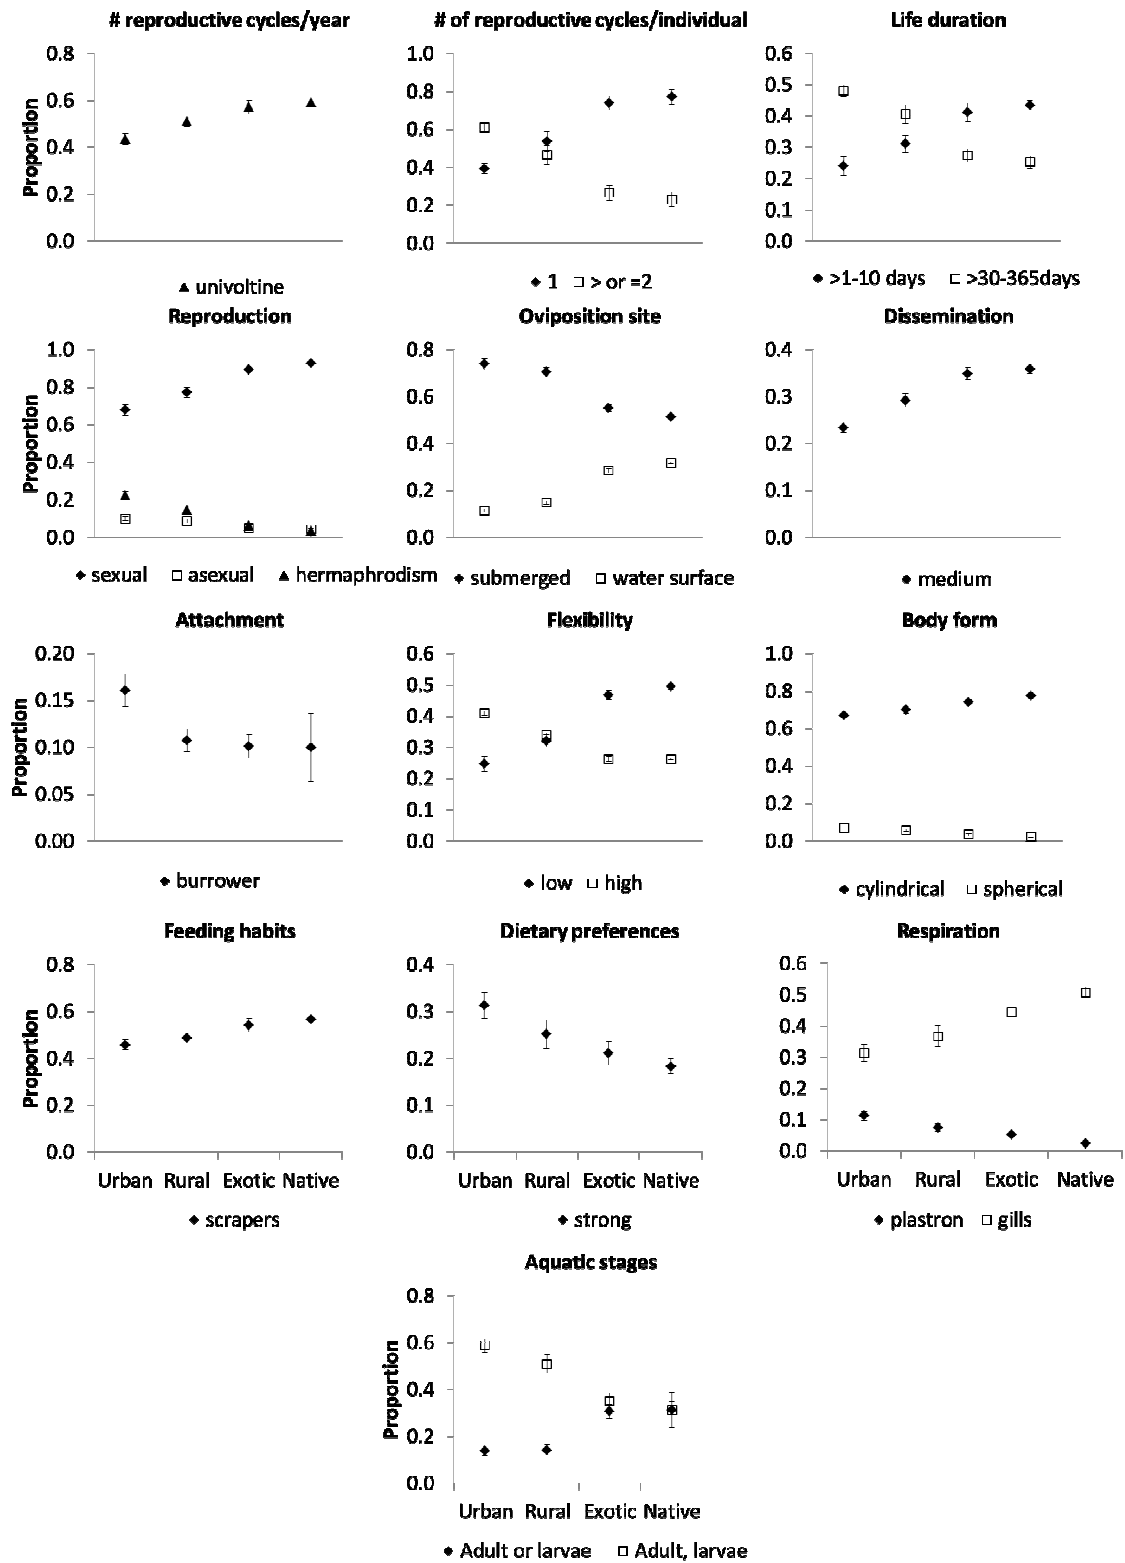 # reproductive cycles/year
# of reproductive cycles/individual
Life duration
0.8
0.6
0.4
0.2
0.0
Proportion
▲ univoltine
1.0
0.8
0.6
0.4
0.2
0.0
◆ 1 □ > or =2
0.6
0.5
0.4
0.3
0.2
0.1
0.0
>1-10 days □ >30-365days
Reproduction
Oviposition site
Dissemination
1.0
0.8
0.6
0.4
0.2
0.0
Proportion
◆ sexual □ asexual ▲ hermaphrodism
0.8
0.6
0.4
0.2
0.0
◆ submerged □ water surface
0.4
0.3
0.2
0.1
0.0
medium
Attachment
Flexibility
Body form
0.20
0.15
0.10
0.05
0.00
Proportion
◆ burrower
0.6
0.5
0.4
0.3
0.2
0.1
0.0
◆ low □ high
1.0
0.8
0.6
0.4
0.2
0.0
◆ cylindrical □ spherical
Feeding habits
Dietary preferences
Respiration
0.8
0.6
0.4
0.2
0.0
Proportion
Urban Rural Exotic Native
◆ scrapers
0.4
0.3
0.2
0.1
0.0
Urban Rural Exotic Native
◆ strong
0.6
0.5
0.4
0.3
0.2
0.1
0.0
Urban Rural Exotic Native
◆ plastron □ gills
Aquatic stages
0.8
0.6
0.4
0.2
0.0
Proportion
Urban Rural Exotic Native
Adult or larvae □ Adult, larvae